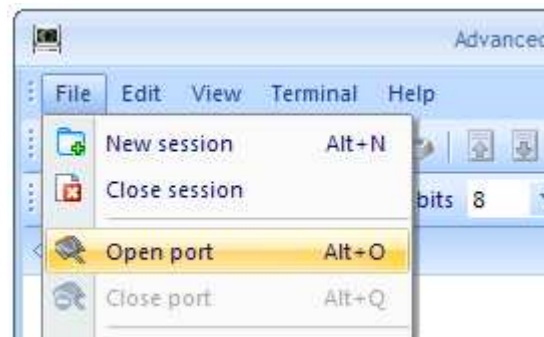 Advanced
File Edit View Terminal Help
New session Alt+N
Close session
bits 8
Open port Alt+O
Close port Alt+Q